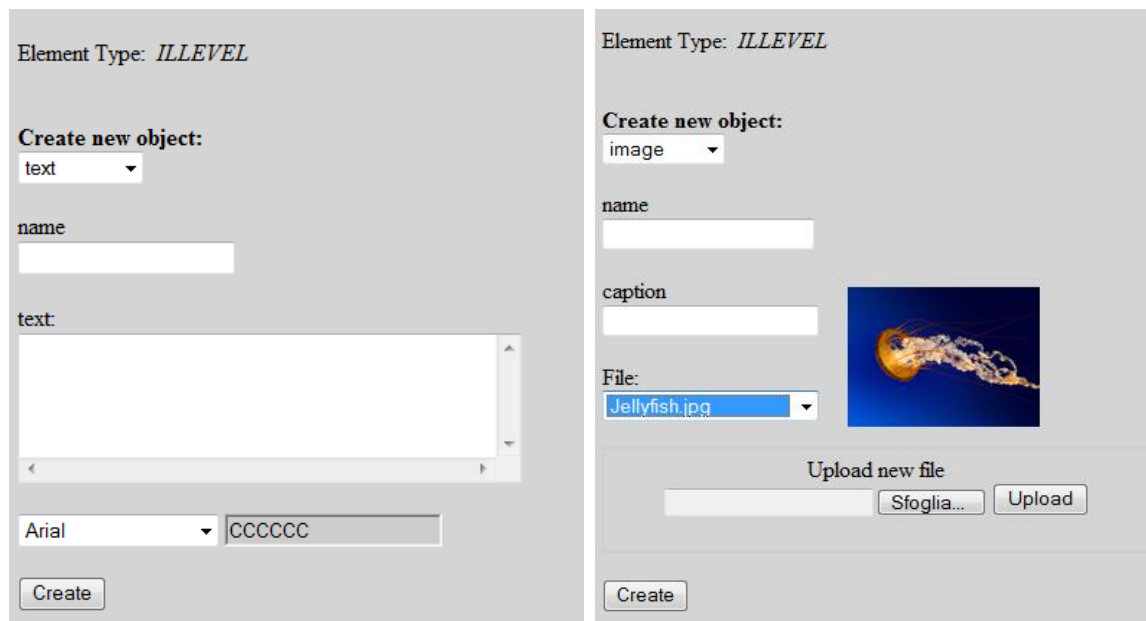 Element Type: ILLEVEL
Create new object:
text
name
text:
Arial
CCCCCC
Create
Element Type: ILLEVEL
Create new object:
image
name
caption
File:
Jellyfish.jpg
Upload new file
Sfoglia... Upload
Create